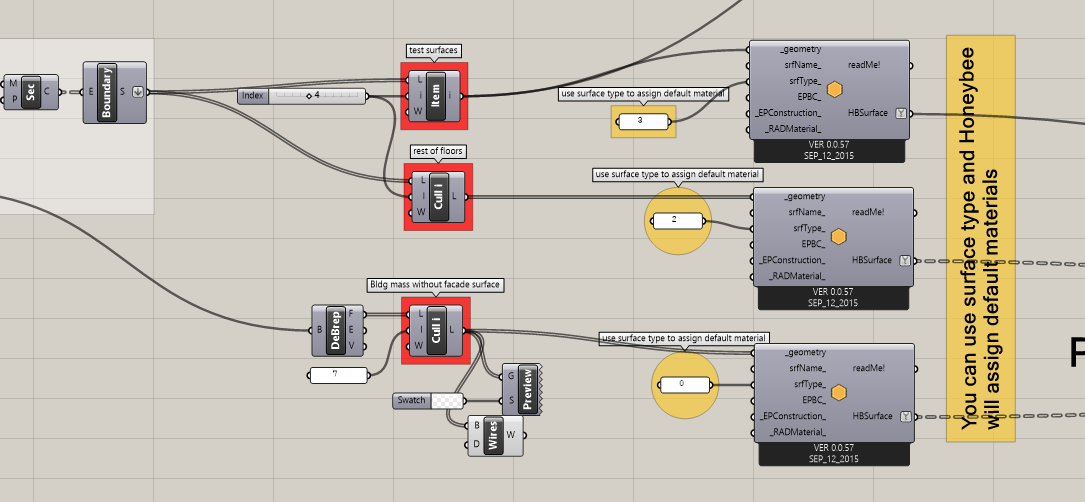 M
P
Sec
C
E
Boundary
S
Index
4
test surfaces
L
i
W
Item
i
rest of floors
L
I
W
Cull i
L
Bldg mass without facade surface
B
DeBrep
F
E
V
L
I
W
Cull i
L
7
Swatch
G
S
Preview
B
D
Wires
W
use surface type to assign default material
3
_geometry
srfName_
srfType_
EPBC_
_EPConstruction_
_RADMaterial_
readMe!
HBSurface
VER 0.0.57
SEP_12_2015
use surface type to assign default material
2
_geometry
srfName_
srfType_
EPBC_
_EPConstruction_
_RADMaterial_
readMe!
HBSurface
VER 0.0.57
SEP_12_2015
use surface type to assign default material
0
_geometry
srfName_
srfType_
EPBC_
_EPConstruction_
_RADMaterial_
readMe!
HBSurface
VER 0.0.57
SEP_12_2015
You can use surface type and Honeybee
will assign default materials
P